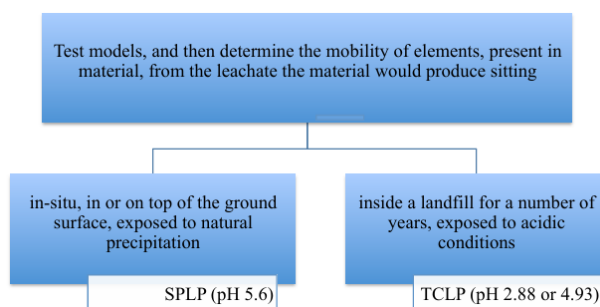 Test models, and then determine the mobility of elements, present in
material, from the leachate the material would produce sitting
in-situ, in or on top of the ground
surface, exposed to natural
precipitation
SPLP (pH 5.6)
inside a landfill for a number of
years, exposed to acidic
conditions
TCLP (pH 2.88 or 4.93)